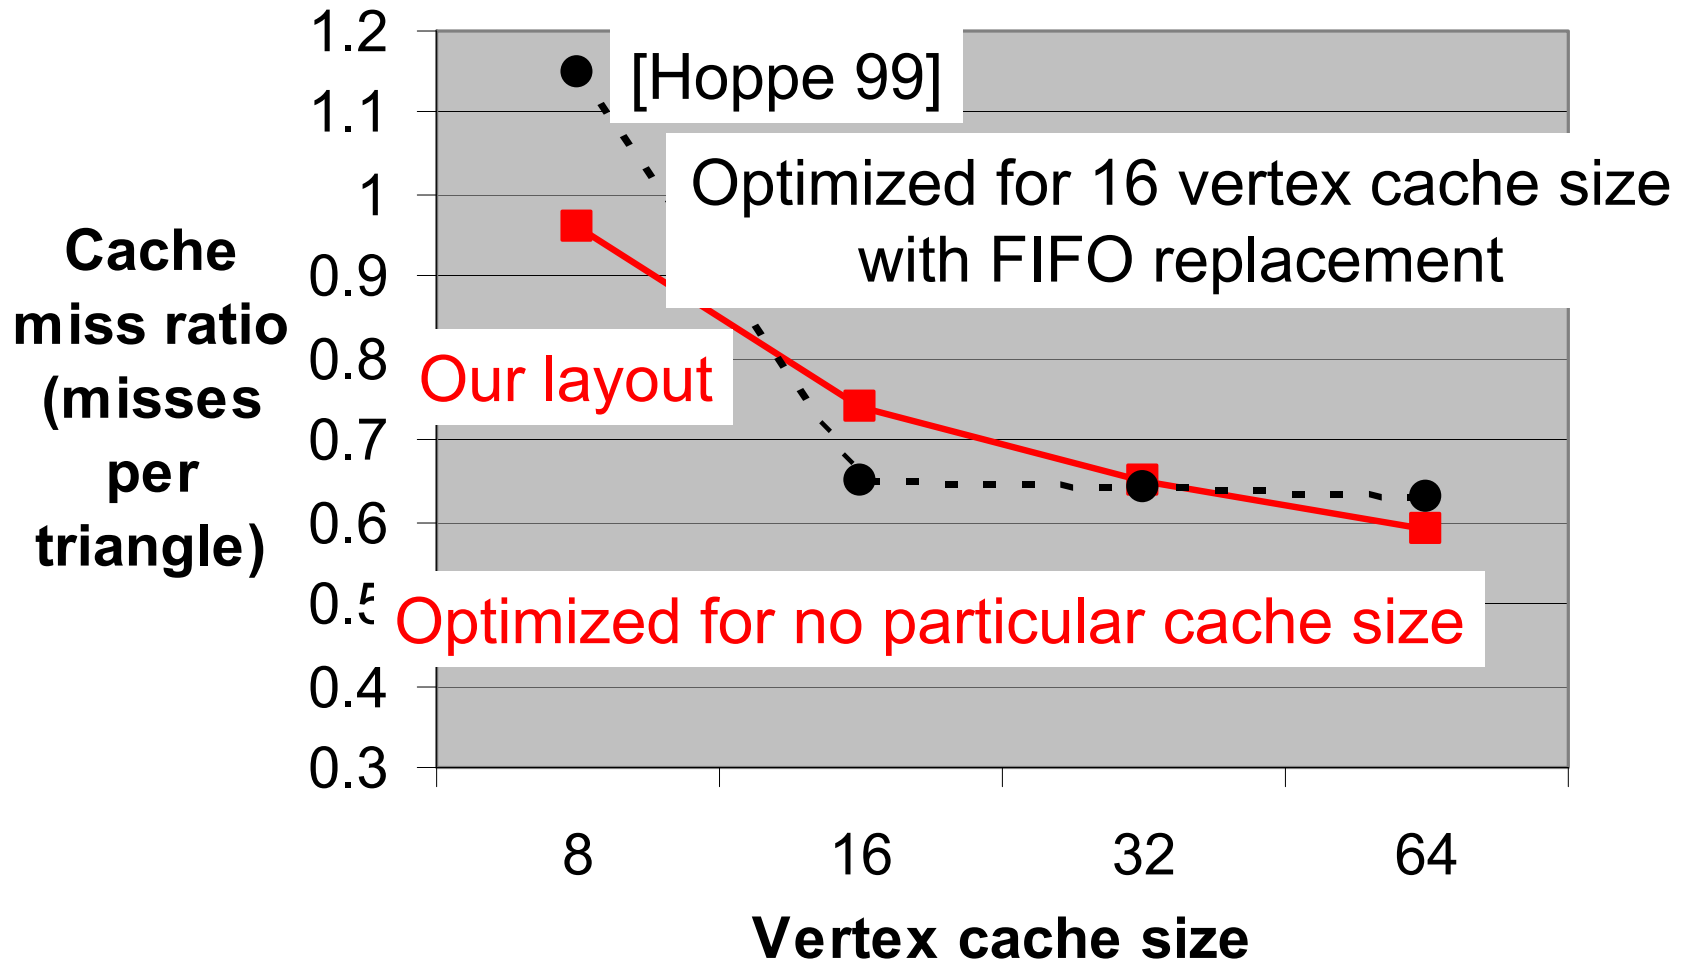 1.2
1.1
1
0.9
0.8
0.7
0.6
0.5
0.4
0.3
Cache
miss ratio
(misses
per
triangle)
[Hoppe 99]
Optimized for 16 vertex cache size
with FIFO replacement
Our layout
Optimized for no particular cache size
8 16 32 64
Vertex cache size